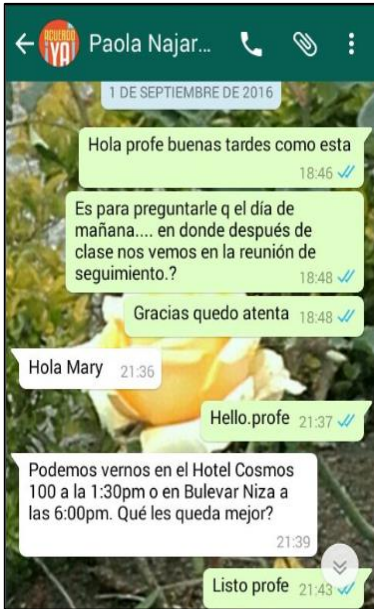 ACUERDO
¡YA!
Paola Najar...
1 DE SEPTIEMBRE DE 2016
Hola profe buenas tardes como esta
18:46
Es para preguntarle q el día de
mañana.... en donde después de
clase nos vemos en la reunión de
seguimiento.?
18:48
Gracias quedo atenta 18:48
Hola Mary 21:36
Hello.profe 21:37
Podemos vernos en el Hotel Cosmos
100 a la 1:30pm o en Bulevar Niza a
las 6:00pm. Qué les queda mejor?
21:39
Listo profe 21:43